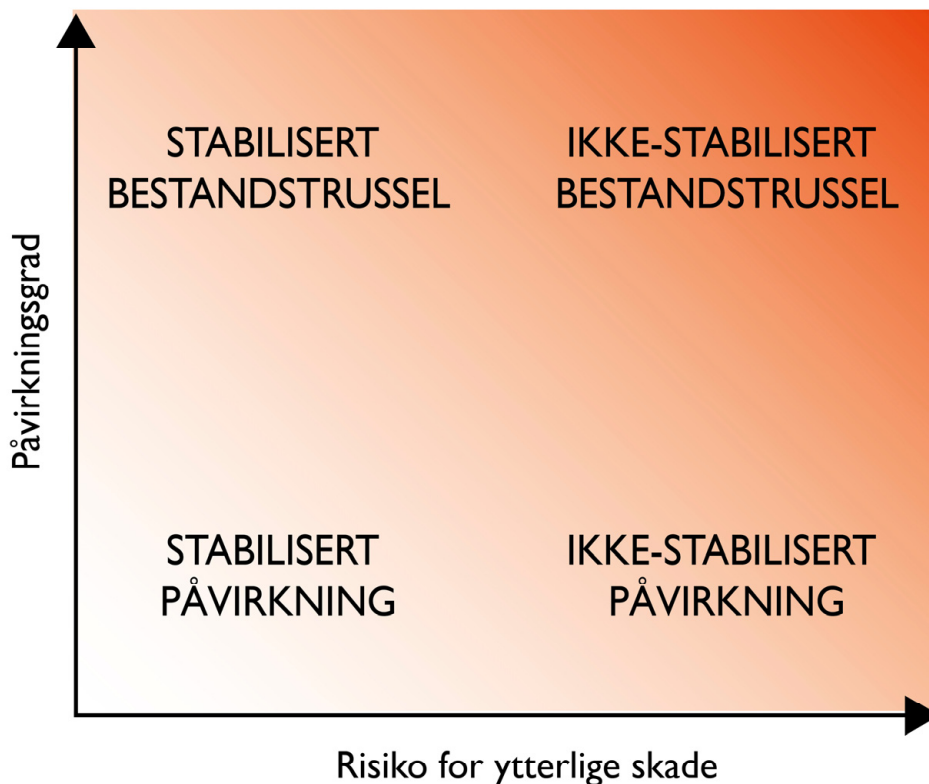 STABILISERT
BESTANDSTRUSSEL
IKKE-STABILISERT
BESTANDSTRUSSEL
Påvirkningsgrad
STABILISERT
PÅVIRKNING
IKKE-STABILISERT
PÅVIRKNING
Risiko for ytterlige skade